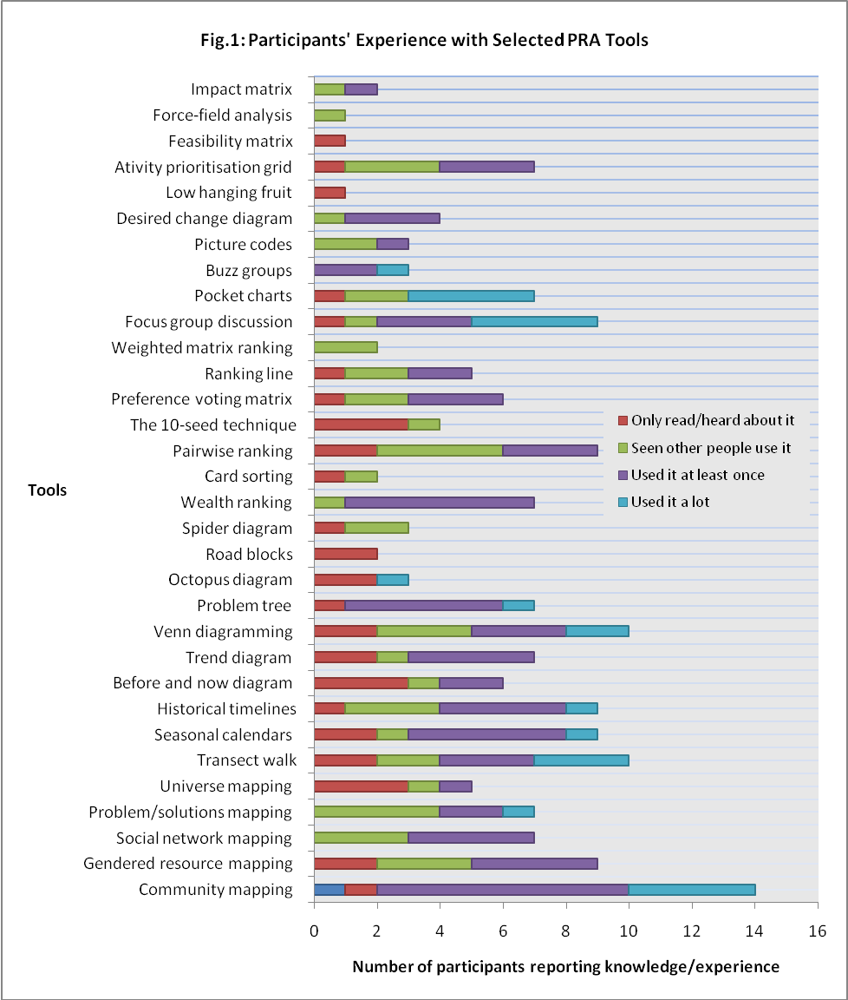 Fig.1: Participants' Experience with Selected PRA Tools
Impact matrix
Force-field analysis
Feasibility matrix
Ativity prioritisation grid
Low hanging fruit
Desired change diagram
Picture codes
Buzz groups
Pocket charts
Focus group discussion
Weighted matrix ranking
Ranking line
Preference voting matrix
The 10-seed technique
Pairwise ranking
Card sorting
Wealth ranking
Spider diagram
Road blocks
Octopus diagram
Problem tree
Venn diagramming
Trend diagram
Before and now diagram
Historical timelines
Seasonal calendars
Transect walk
Universe mapping
Problem/solutions mapping
Social network mapping
Gendered resource mapping
Community mapping
Tools
Only read/heard about it
Seen other people use it
Used it at least once
Used it a lot
0 2 4 6 8 10 12 14 16
Number of participants reporting knowledge/experience